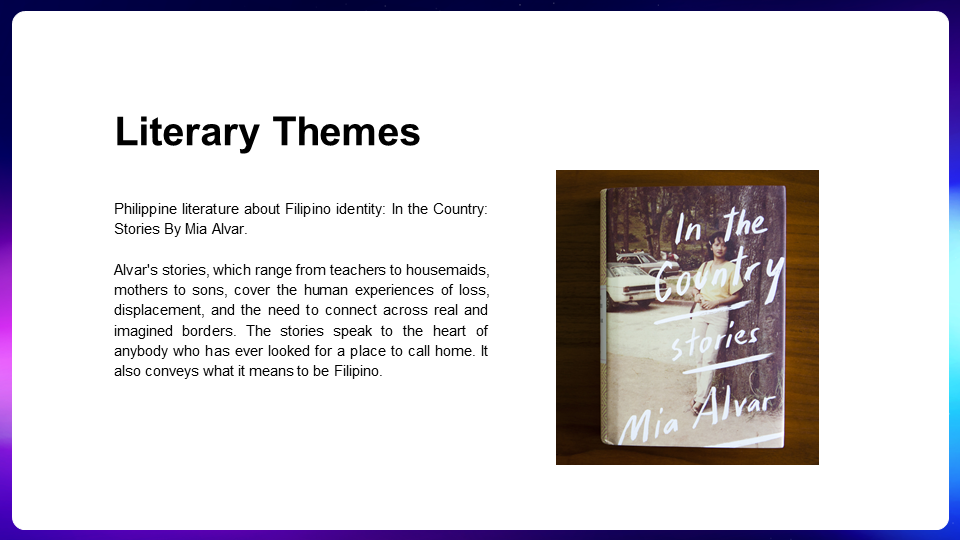 Literary Themes
Philippine literature about Filipino identity: In the Country:
Stories By Mia Alvar.
Alvar's stories, which range from teachers to housemaids,
mothers to sons, cover the human experiences of loss,
displacement, and the need to connect across real and
imagined borders. The stories speak to the heart of
anybody who has ever looked for a place to call home. It
also conveys what it means to be Filipino.
In the
Country
stories
Mia Alvar